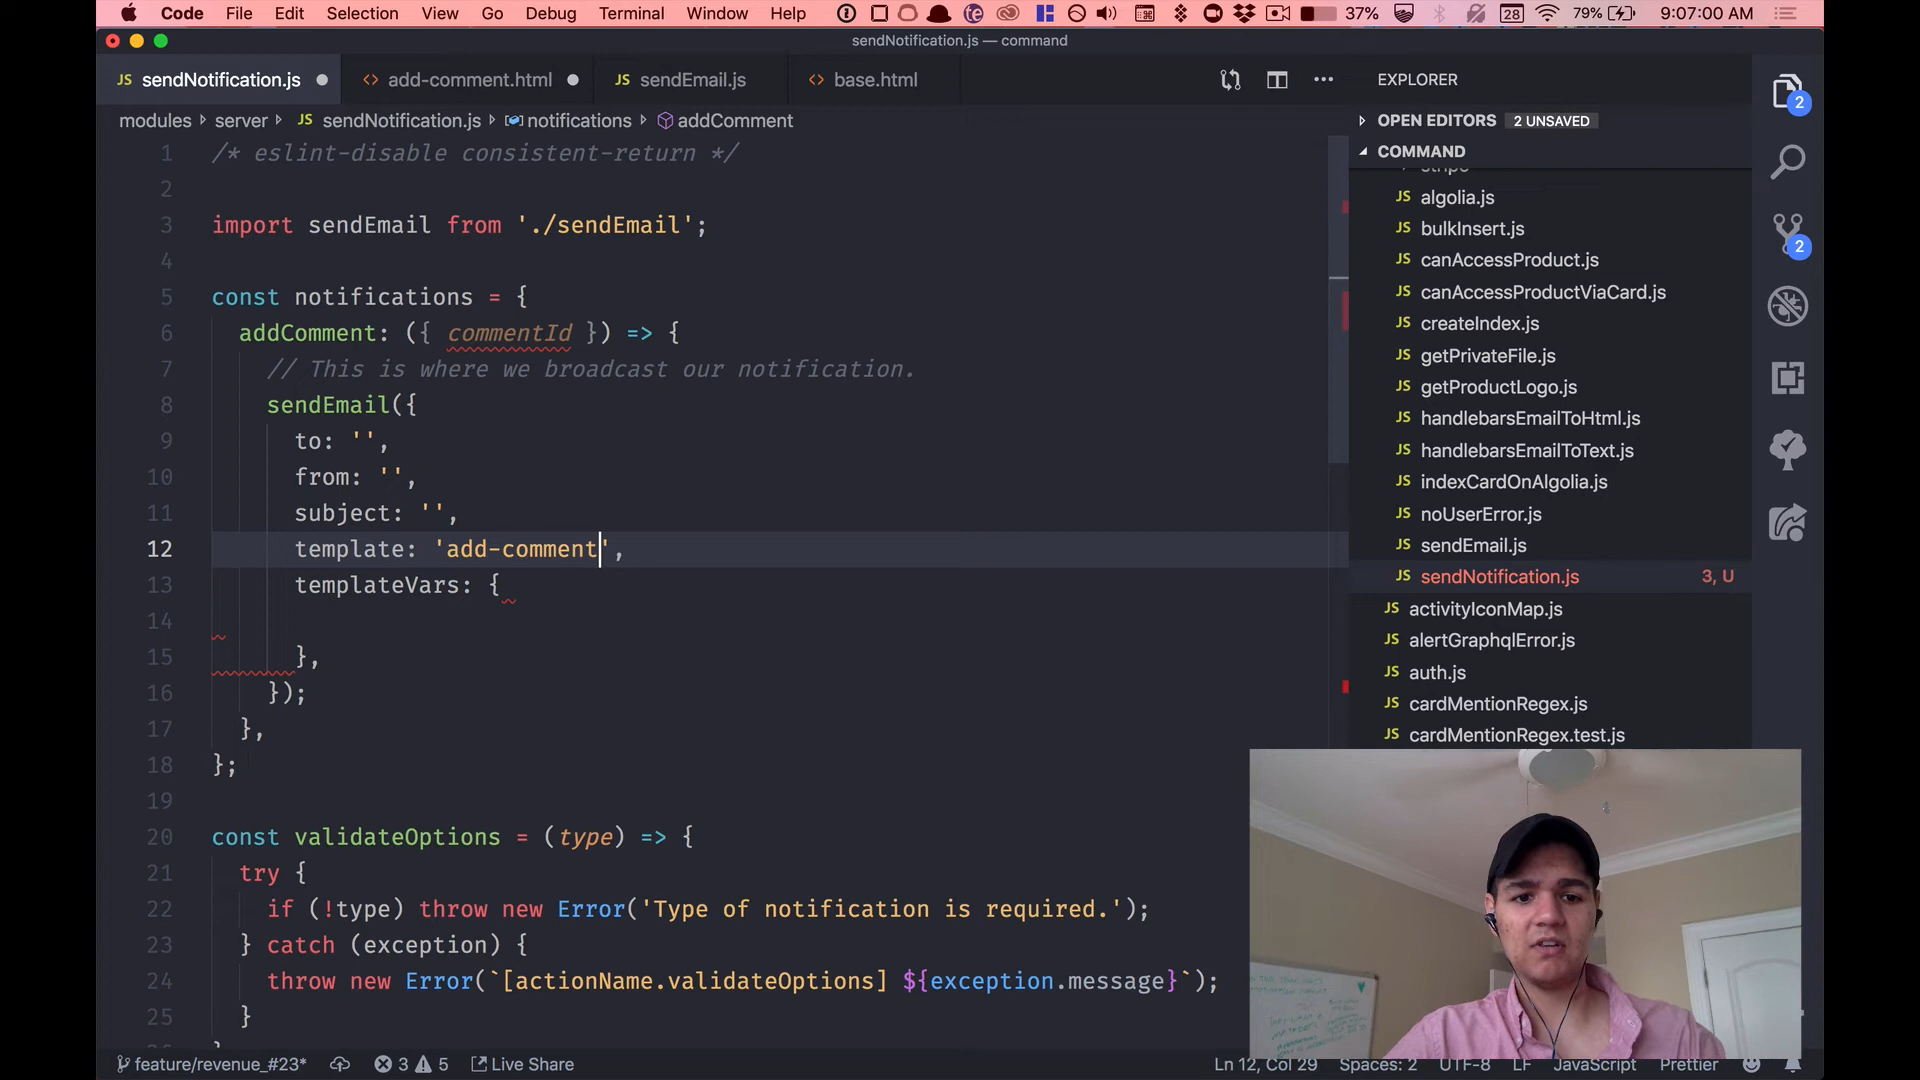 Code File Edit Selection View Go Debug Terminal Window Help 37% 28 79% 9:07:00 AM
sendNotification.js — command
JS sendNotification.js
<> add-comment.html
JS sendEmail.js
<> base.html
modules › server › JS sendNotification.js › notifications › addComment
1 /* eslint-disable consistent-return */
2
3 import sendEmail from './sendEmail';
4
5 const notifications = {
6 addComment: ({ commentId }) => {
7 // This is where we broadcast our notification.
8 sendEmail({
9 to: '',
10 from: '',
11 subject: '',
12 template: 'add-comment',
13 templateVars: {
14
15 },
16 });
17 },
18 };
19
20 const validateOptions = (type) => {
21 try {
22 if (!type) throw new Error('Type of notification is required.');
23 } catch (exception) {
24 throw new Error(`[actionName.validateOptions] ${exception.message}`);
25 }
EXPLORER
OPEN EDITORS 2 UNSAVED
COMMAND
stripe
JS algolia.js
JS bulkInsert.js
JS canAccessProduct.js
JS canAccessProductViaCard.js
JS createIndex.js
JS getPrivateFile.js
JS getProductLogo.js
JS handlebarsEmailToHtml.js
JS handlebarsEmailToText.js
JS indexCardOnAlgolia.js
JS noUserError.js
JS sendEmail.js
JS sendNotification.js 3, U
JS activityIconMap.js
JS alertGraphqlError.js
JS auth.js
JS cardMentionRegex.js
JS cardMentionRegex.test.js
2
2
feature/revenue_#23* 3 5 Live Share Ln 12, Col 29 Spaces: 2 UTF-8 LF JavaScript Prettier